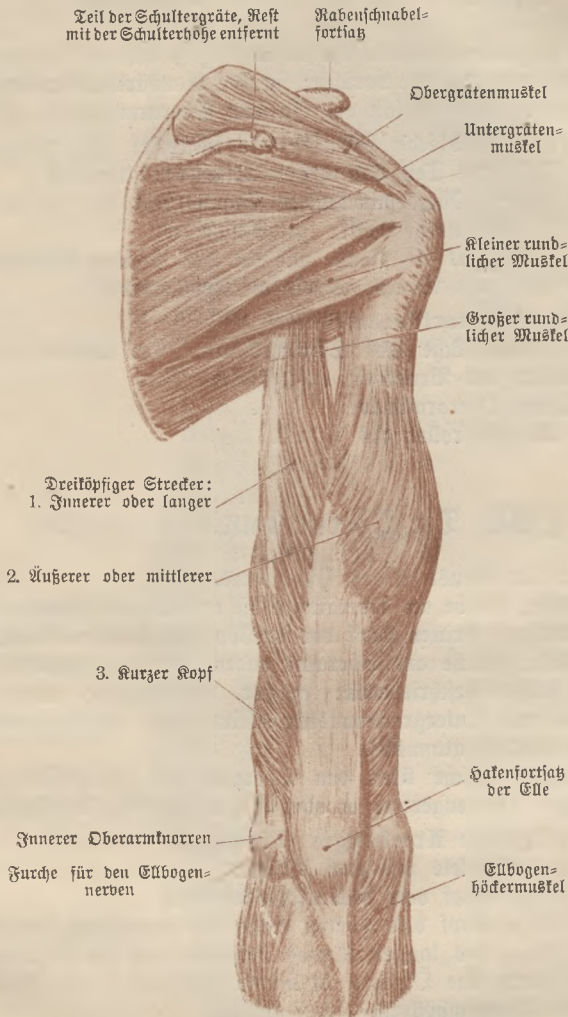 Teil der Schultergräte, Rest
mit der Schulterhöhe entfernt
Rabenschnabel=
fortsatz
Obergrätenmuskel
Untergräten=
muskel
Kleiner rund=
licher Muskel
Großer rund=
licher Muskel
Dreiköpfiger Strecker:
1. Innerer oder langer
2. Äußerer oder mittlerer
3. Kurzer Kopf
Hakenfortsatz
der Elle
Innerer Oberarmknorren
Furche für den Ellbogen=
nerven
Ellbogen=
höckermuskel